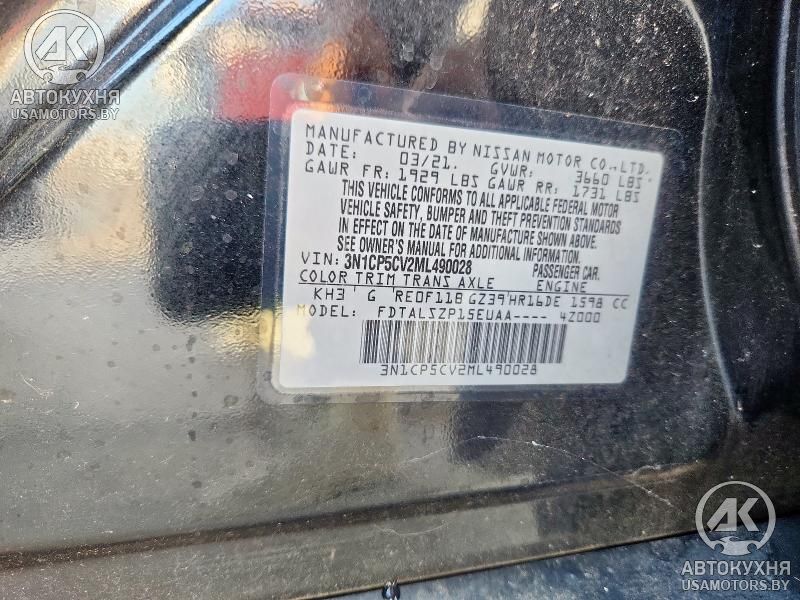 АК
АВТОКУХНЯ
USAMOTORS.BY
MANUFACTURED BY NISSAN MOTOR CO.,LTD.
DATE: 03/21. GVWR: 3660 LBS
GAWR FR: 1929 LBS GAWR RR: 1731 LBS
THIS VEHICLE CONFORMS TO ALL APPLICABLE FEDERAL MOTOR
VEHICLE SAFETY, BUMPER AND THEFT PREVENTION STANDARDS
IN EFFECT ON THE DATE OF MANUFACTURE SHOWN ABOVE.
SEE OWNER'S MANUAL FOR ADDITIONAL INFORMATION.
VIN: 3N1CP5CV2ML490028 PASSENGER CAR.
COLOR TRIM TRANS AXLE ENGINE
KH3 G RE0F11B GZ39 HR16DE 1598 CC
MODEL: FDTALSZP15EUAA---- 4Z000
3N1CP5CV2ML490028
АК
АВТОКУХНЯ
USAMOTORS.BY